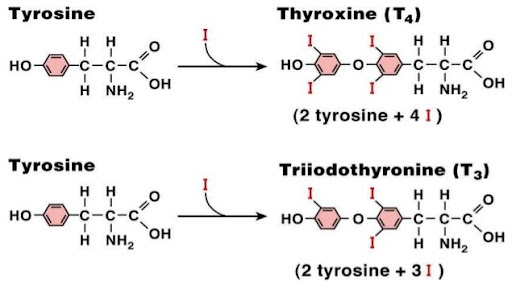 Tyrosine
Thyroxine (T4)
I
I I
HO
H H
C C C
O
OH
H NH2
HO
O
H H
C C C
O
OH
H NH2
I I
(2 tyrosine + 4 I)
Tyrosine
Triiodothyronine (T3)
I
I I
HO
H H
C C C
O
OH
H NH2
HO
O
H H
C C C
O
OH
H NH2
I
(2 tyrosine + 3 I)